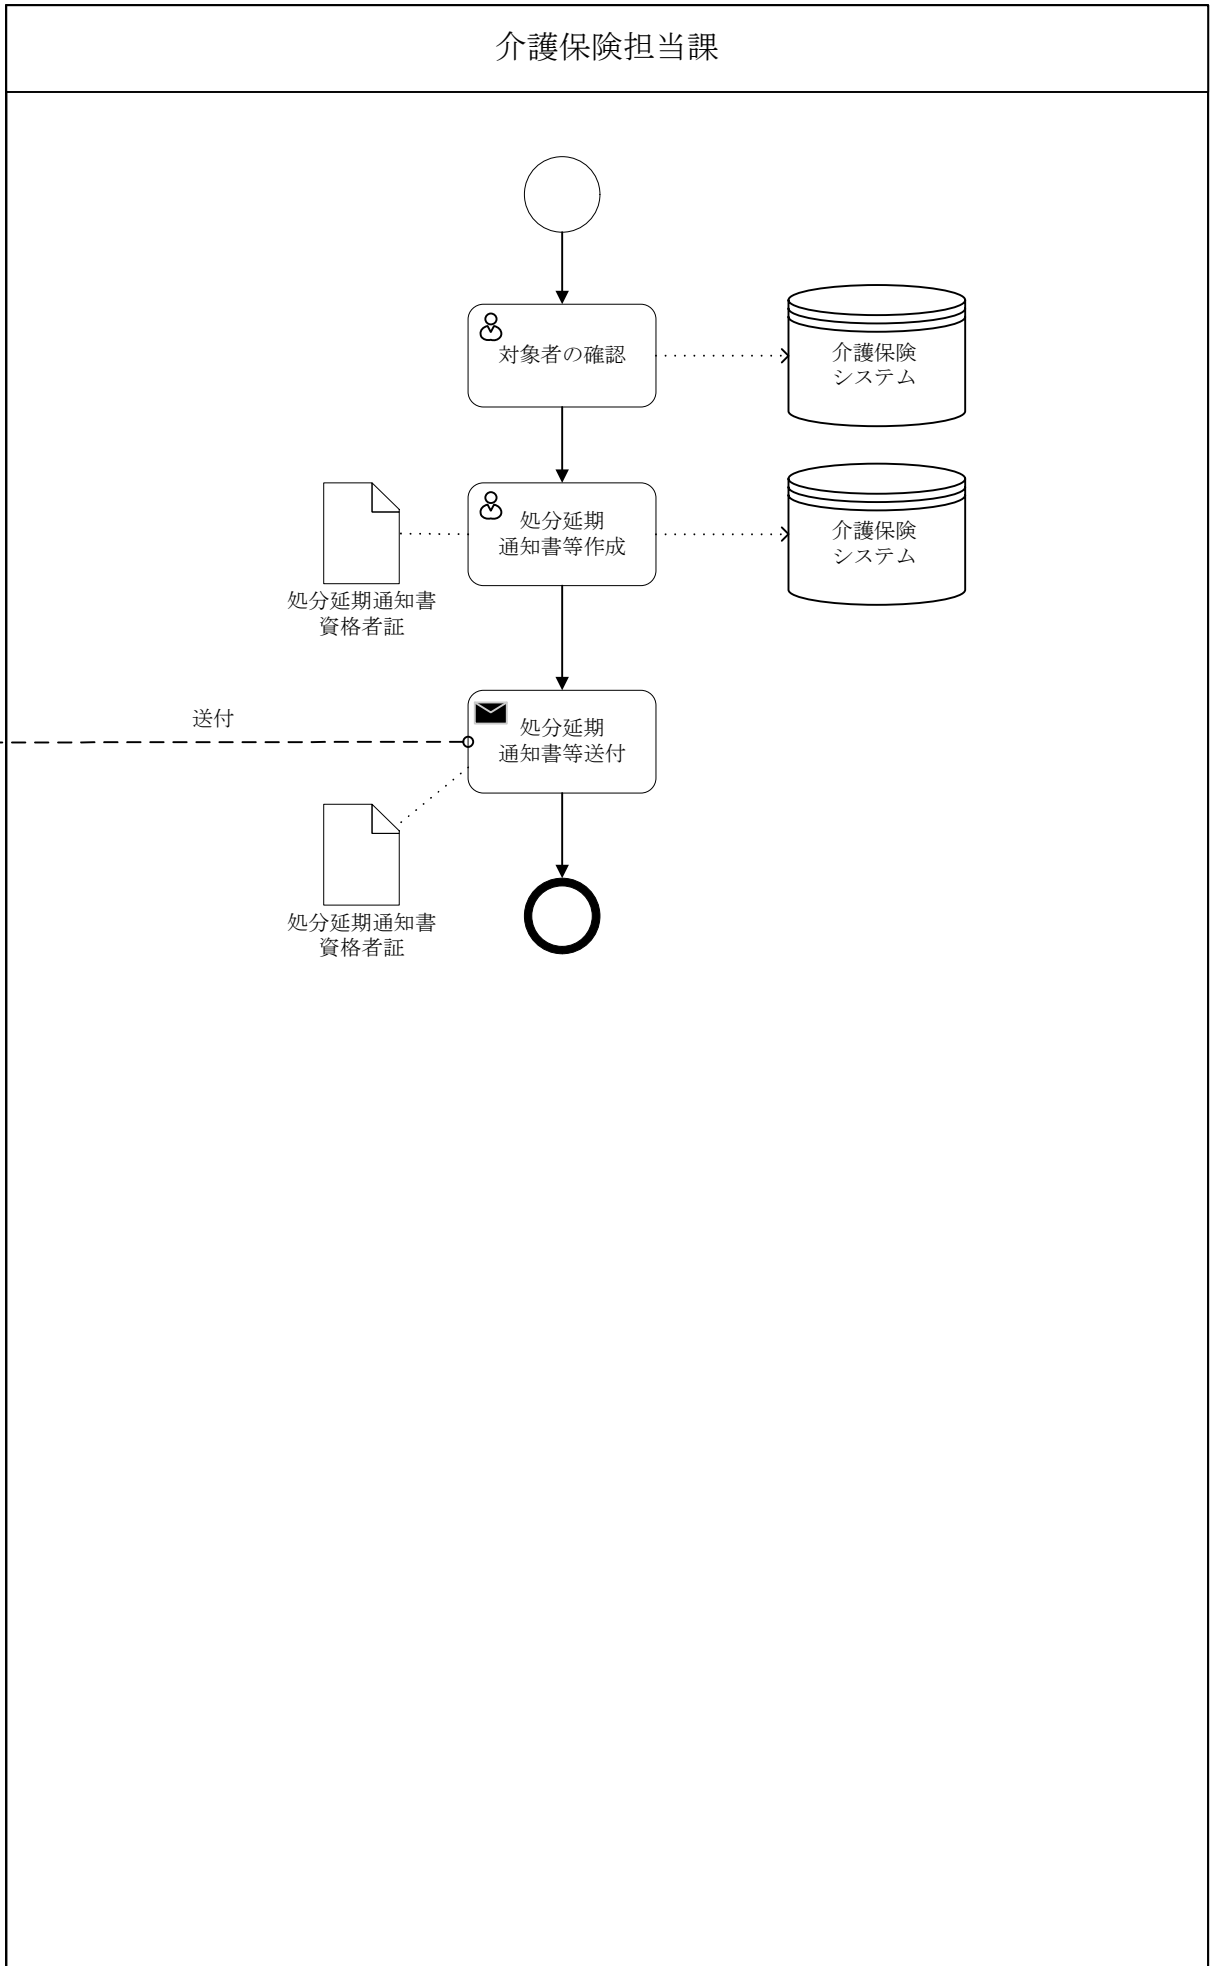 介護保険担当課
対象者の確認
介護保険
システム
処分延期
通知書等作成
介護保険
システム
処分延期通知書
資格者証
送付
処分延期
通知書等送付
処分延期通知書
資格者証